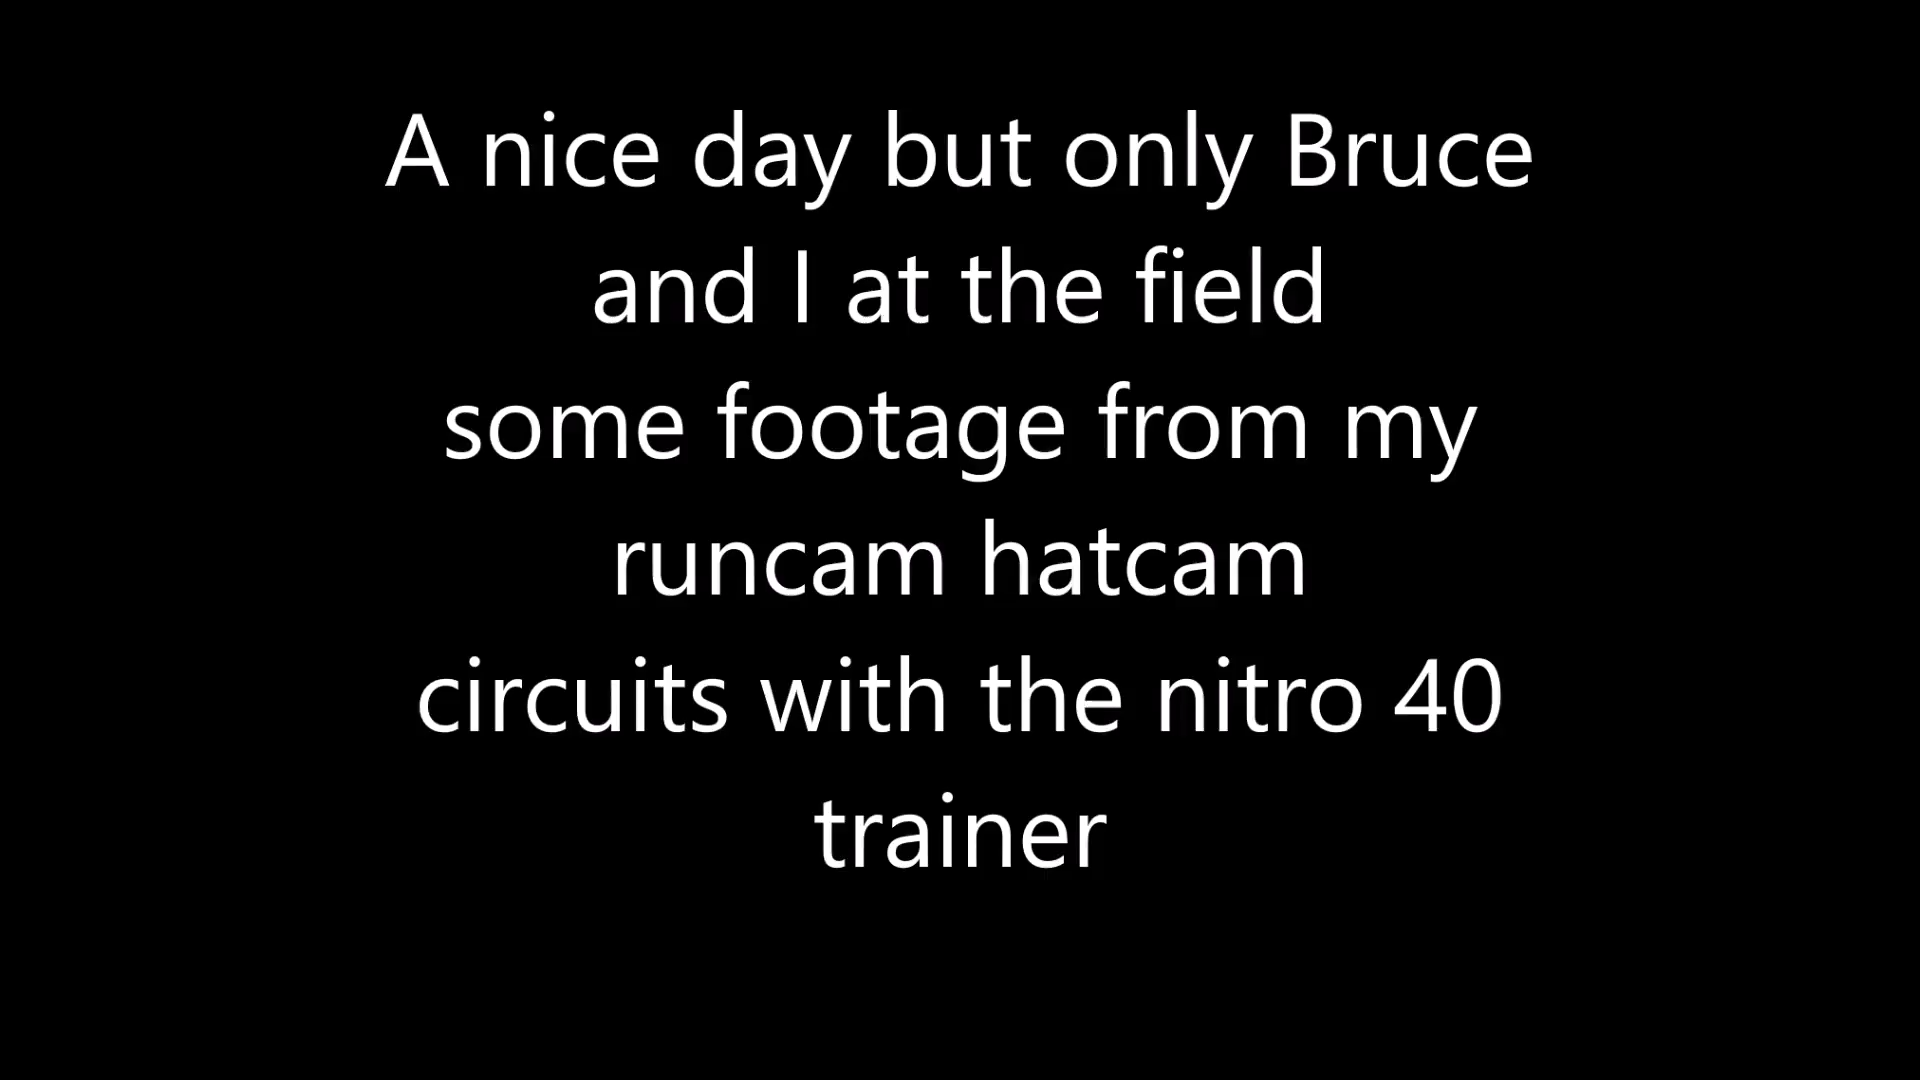 A nice day but only Bruce
and I at the field
some footage from my
runcam hatcam
circuits with the nitro 40
trainer